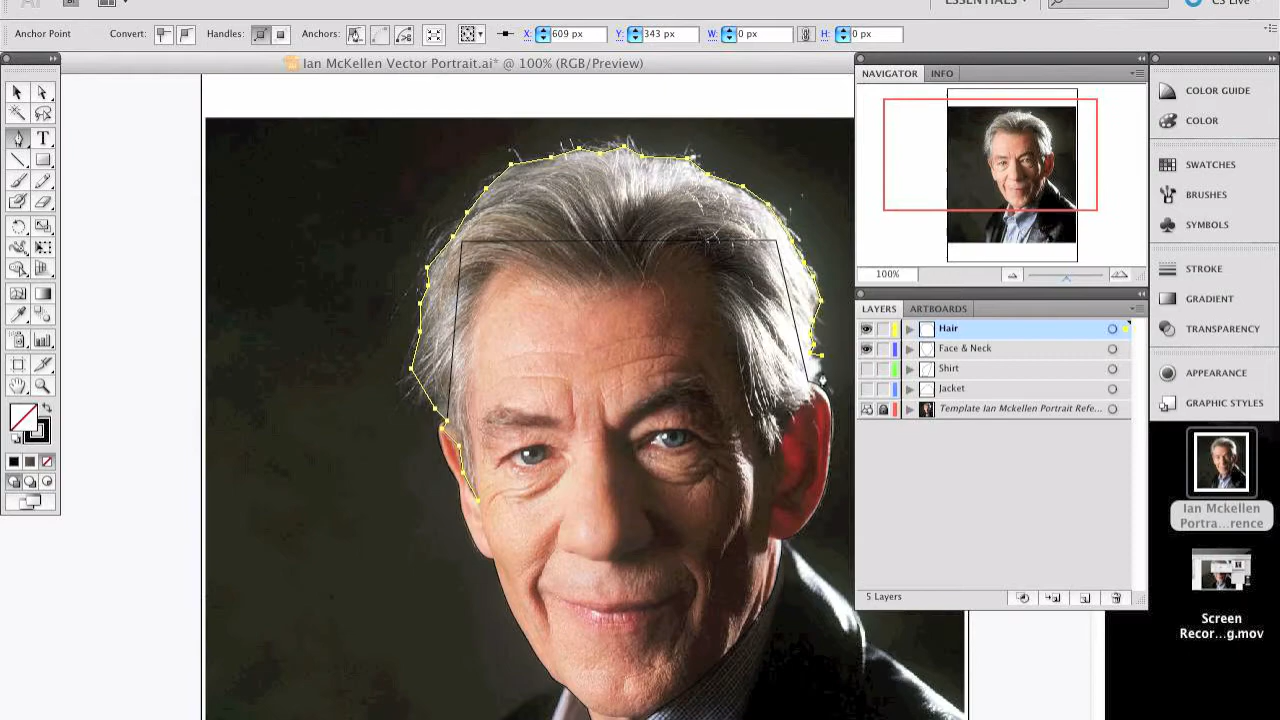 ESSENTIALS
CS Live
Anchor Point
Convert:
Handles:
Anchors:
X: 609 px
Y: 343 px
W: 0 px
H: 0 px
Ian McKellen Vector Portrait.ai* @ 100% (RGB/Preview)
T
NAVIGATOR
INFO
100%
LAYERS
ARTBOARDS
Hair
Face & Neck
Shirt
Jacket
Template Ian Mckellen Portrait Refe...
5 Layers
COLOR GUIDE
COLOR
SWATCHES
BRUSHES
SYMBOLS
STROKE
GRADIENT
TRANSPARENCY
APPEARANCE
GRAPHIC STYLES
Ian Mckellen
Portra...rence
Screen
Recor...g.mov